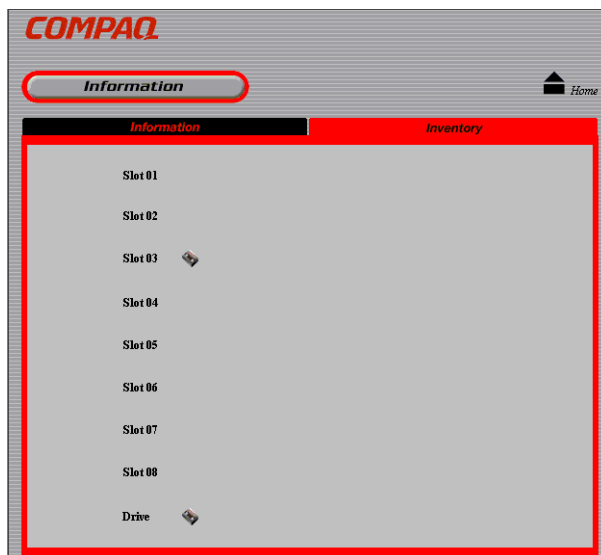 COMPAQ
Information
Home
Information Inventory
Slot 01
Slot 02
Slot 03
Slot 04
Slot 05
Slot 06
Slot 07
Slot 08
Drive